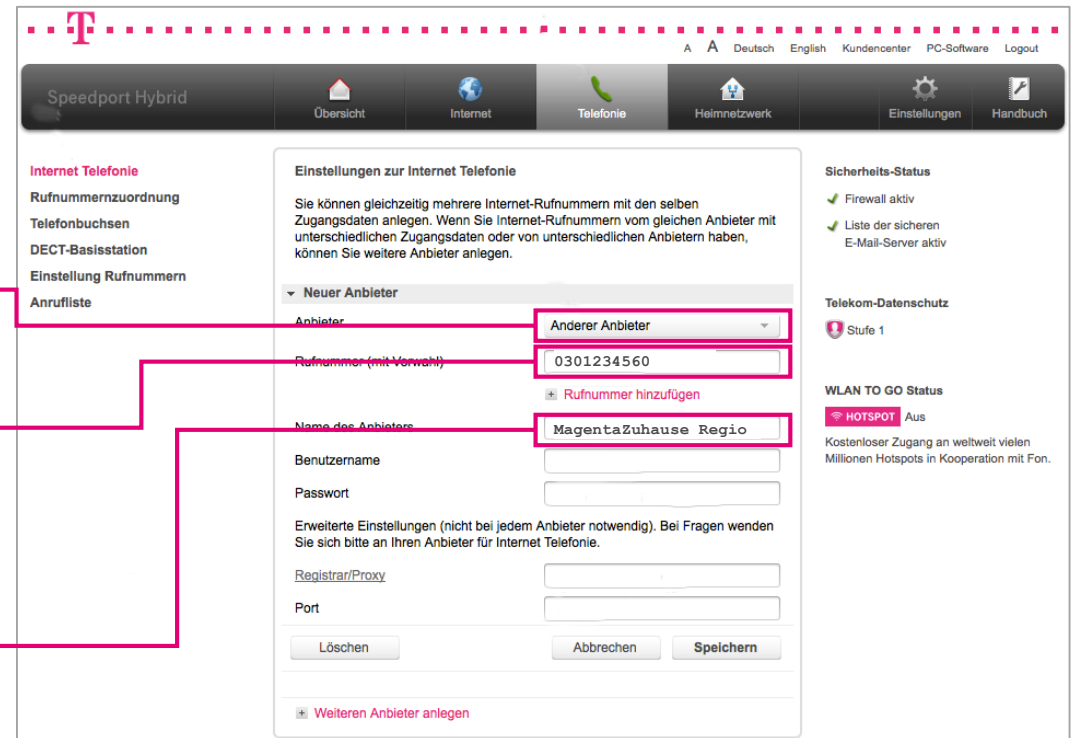 T
A A Deutsch English Kundencenter PC-Software Logout
Speedport Hybrid
Übersicht
Internet
Telefonie
Heimnetzwerk
Einstellungen
Handbuch
Internet Telefonie
Rufnummernzuordnung
Telefonbuchsen
DECT-Basisstation
Einstellung Rufnummern
Anrufliste
Einstellungen zur Internet Telefonie
Sie können gleichzeitig mehrere Internet-Rufnummern mit den selben
Zugangsdaten anlegen. Wenn Sie Internet-Rufnummern vom gleichen Anbieter mit
unterschiedlichen Zugangsdaten oder von unterschiedlichen Anbietern haben,
können Sie weitere Anbieter anlegen.
Neuer Anbieter
Anbieter
Anderer Anbieter
Rufnummer (mit Vorwahl)
0301234560
Rufnummer hinzufügen
Name des Anbieters
MagentaZuhause Regio
Benutzername
Passwort
Erweiterte Einstellungen (nicht bei jedem Anbieter notwendig). Bei Fragen wenden
Sie sich bitte an Ihren Anbieter für Internet Telefonie.
Registrar/Proxy
Port
Löschen
Abbrechen
Speichern
Weiteren Anbieter anlegen
Sicherheits-Status
Firewall aktiv
Liste der sicheren
E-Mail-Server aktiv
Telekom-Datenschutz
Stufe 1
WLAN TO GO Status
HOTSPOT Aus
Kostenloser Zugang an weltweit vielen
Millionen Hotspots in Kooperation mit Fon.